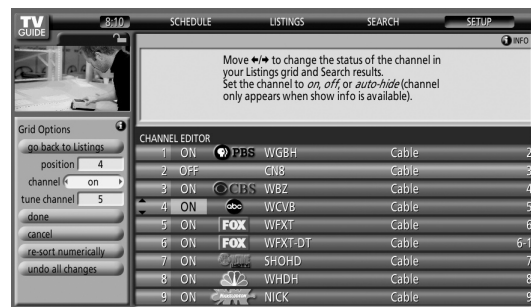 TV GUIDE 8:10 SCHEDULE LISTINGS SEARCH SETUP
INFO
Move ←/→ to change the status of the channel in
your Listings grid and Search results.
Set the channel to on, off, or auto-hide (channel
only appears when show info is available).
Grid Options
go back to Listings
position 4
channel on
tune channel 5
done
cancel
re-sort numerically
undo all changes
CHANNEL EDITOR
1 ON PBS WGBH Cable 2
2 OFF CN8 Cable 3
3 ON CBS WBZ Cable 4
4 ON abc WCVB Cable 5
5 ON FOX WFXT Cable 6
6 ON FOX WFXT-DT Cable 6-1
7 ON SHOHD Cable 7
8 ON WHDH Cable 8
9 ON NICKELODEON NICK Cable 9